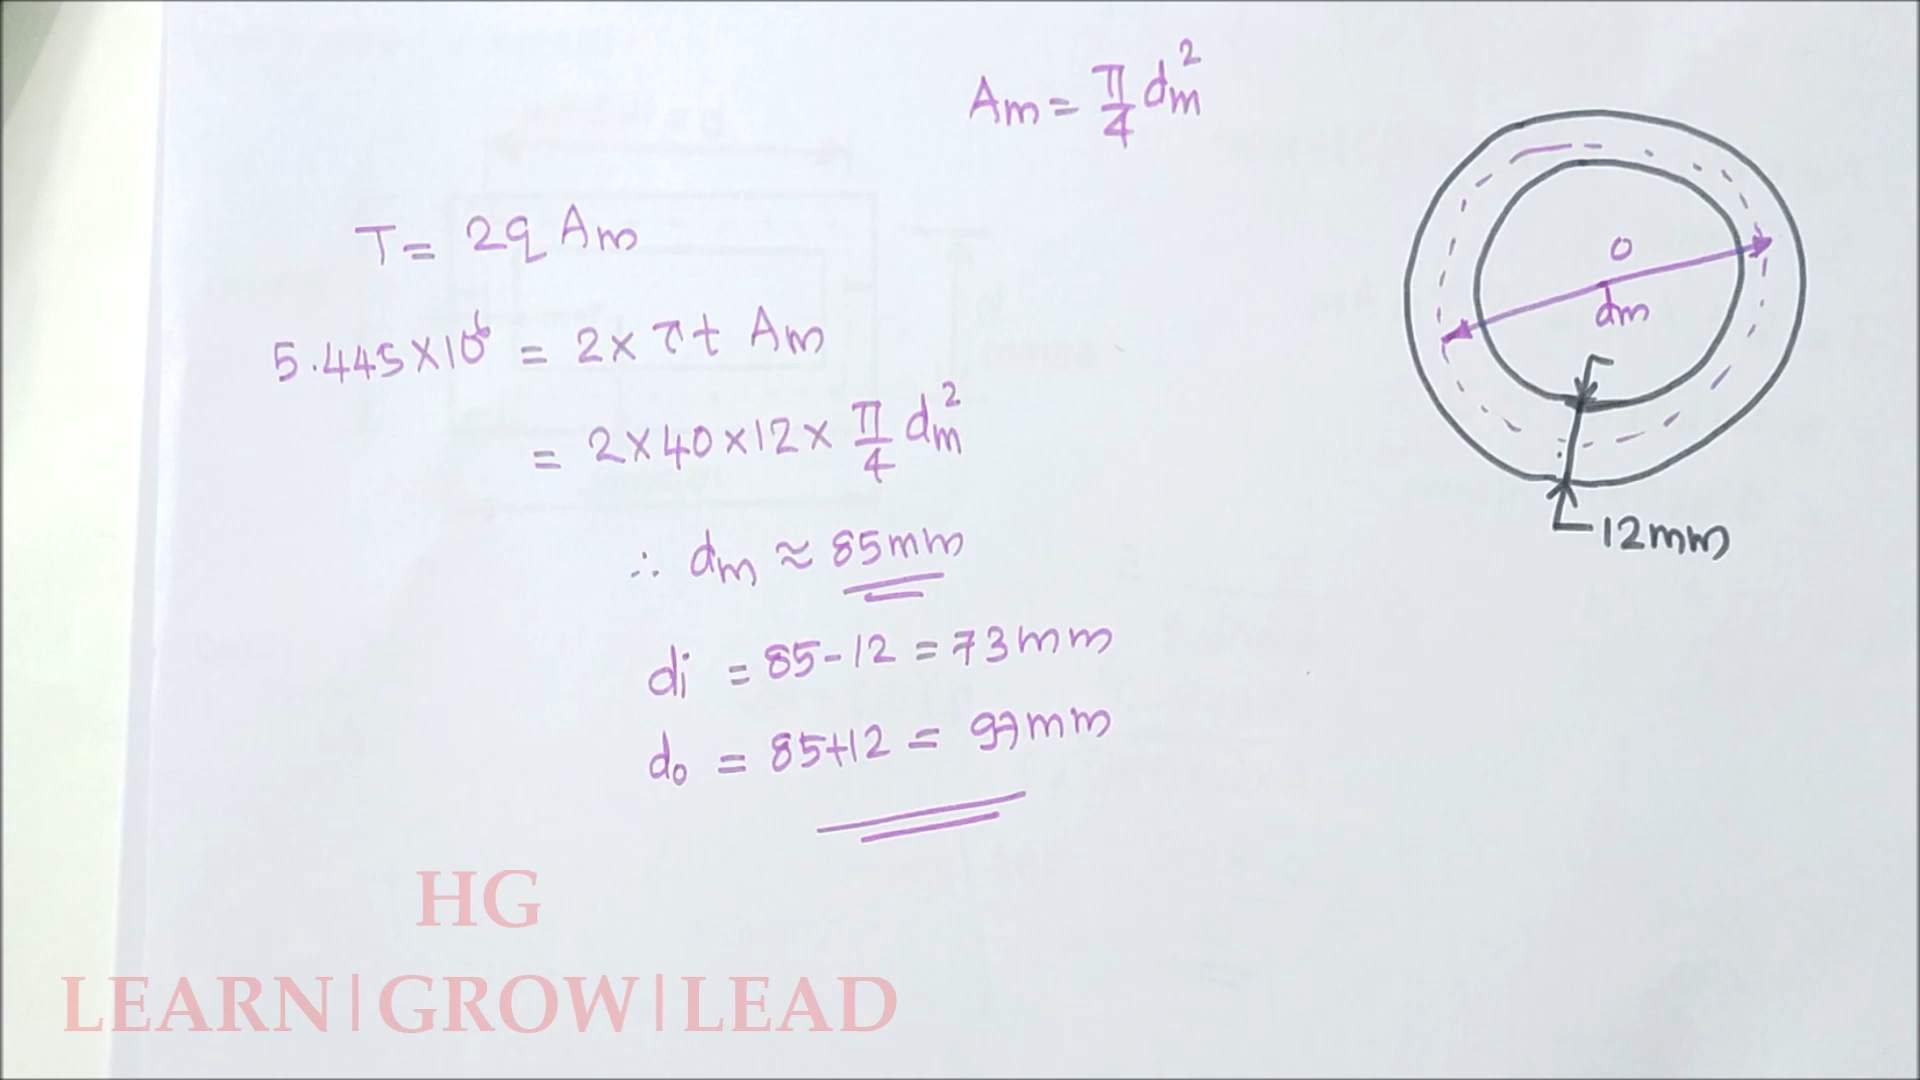 Am = π/4 dm²
T = 2q Am
5.445×10⁶ = 2× τt Am
= 2×40×12× π/4 dm²
∴ dm ≈ 85mm
di = 85-12 = 73mm
do = 85+12 = 97mm
o
dm
12mm
HG
LEARN|GROW|LEAD